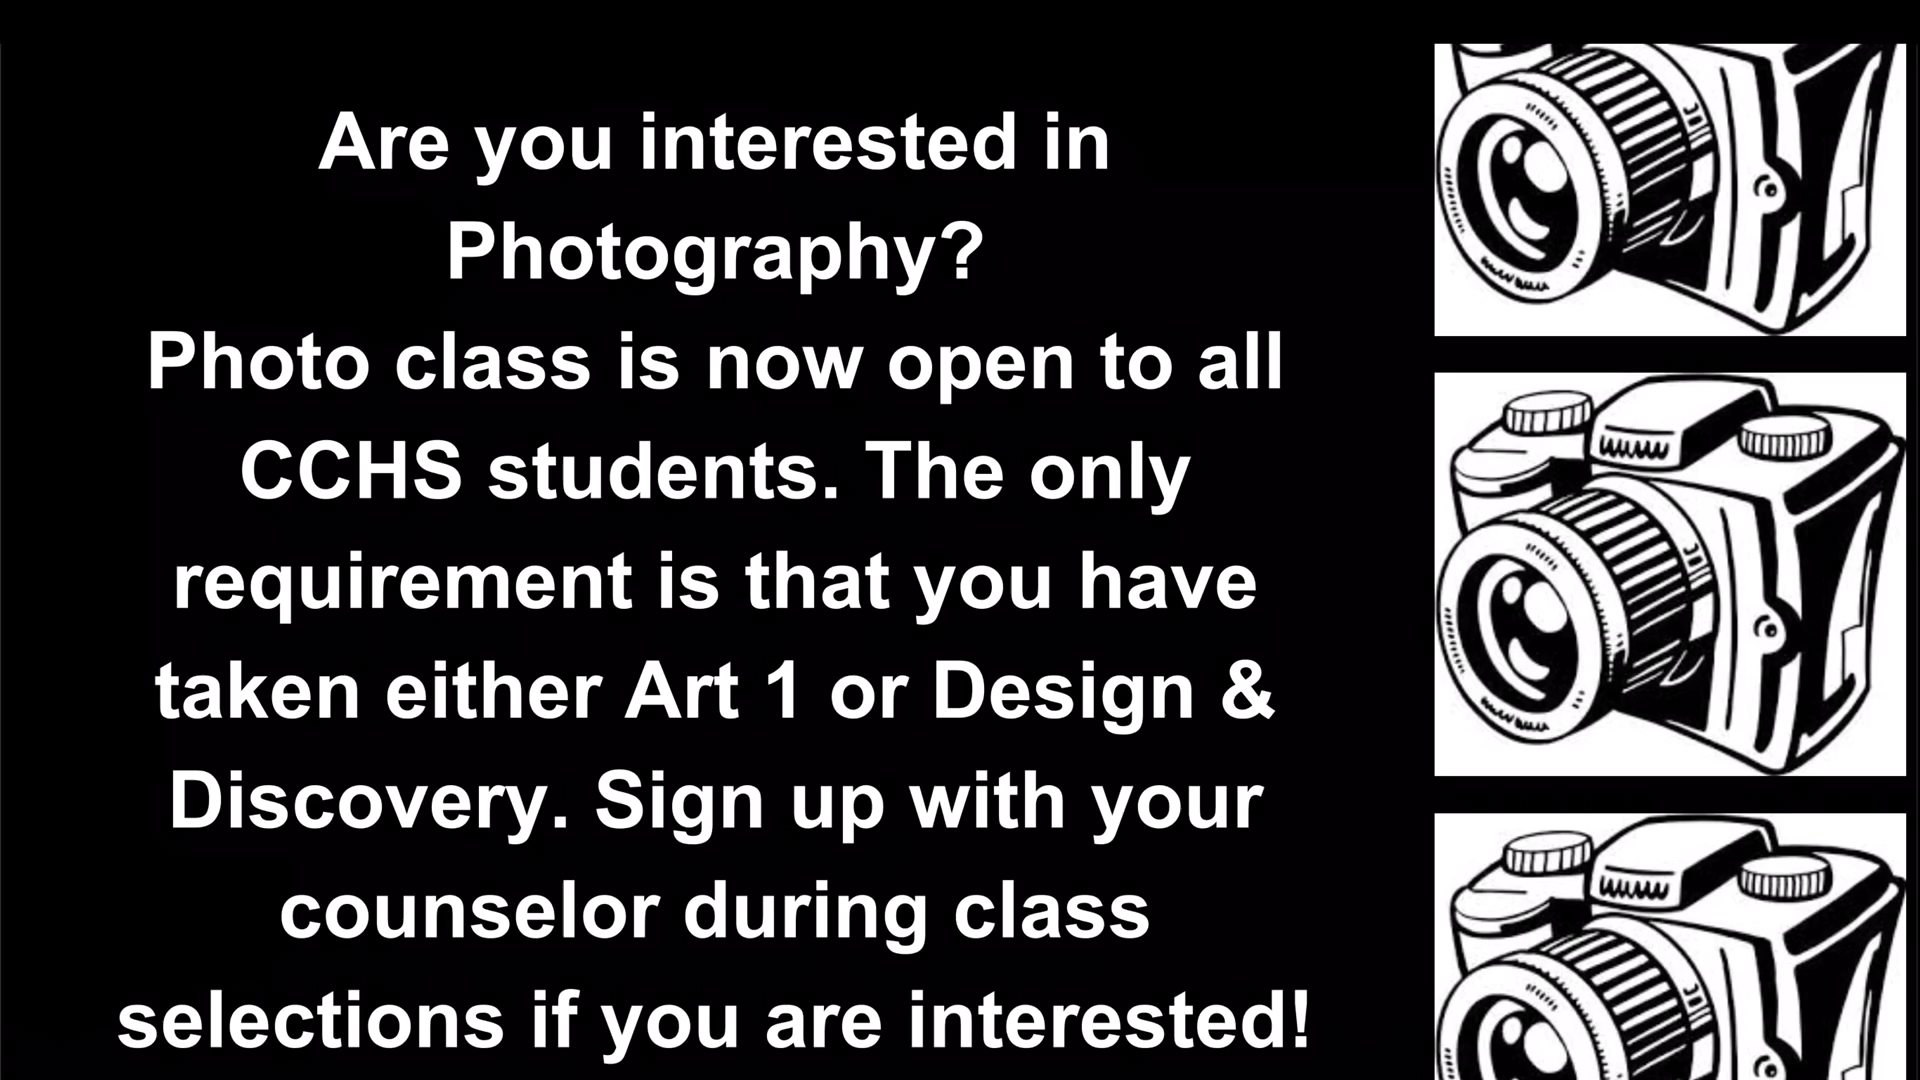 Are you interested in
Photography?
Photo class is now open to all
CCHS students. The only
requirement is that you have
taken either Art 1 or Design &
Discovery. Sign up with your
counselor during class
selections if you are interested!